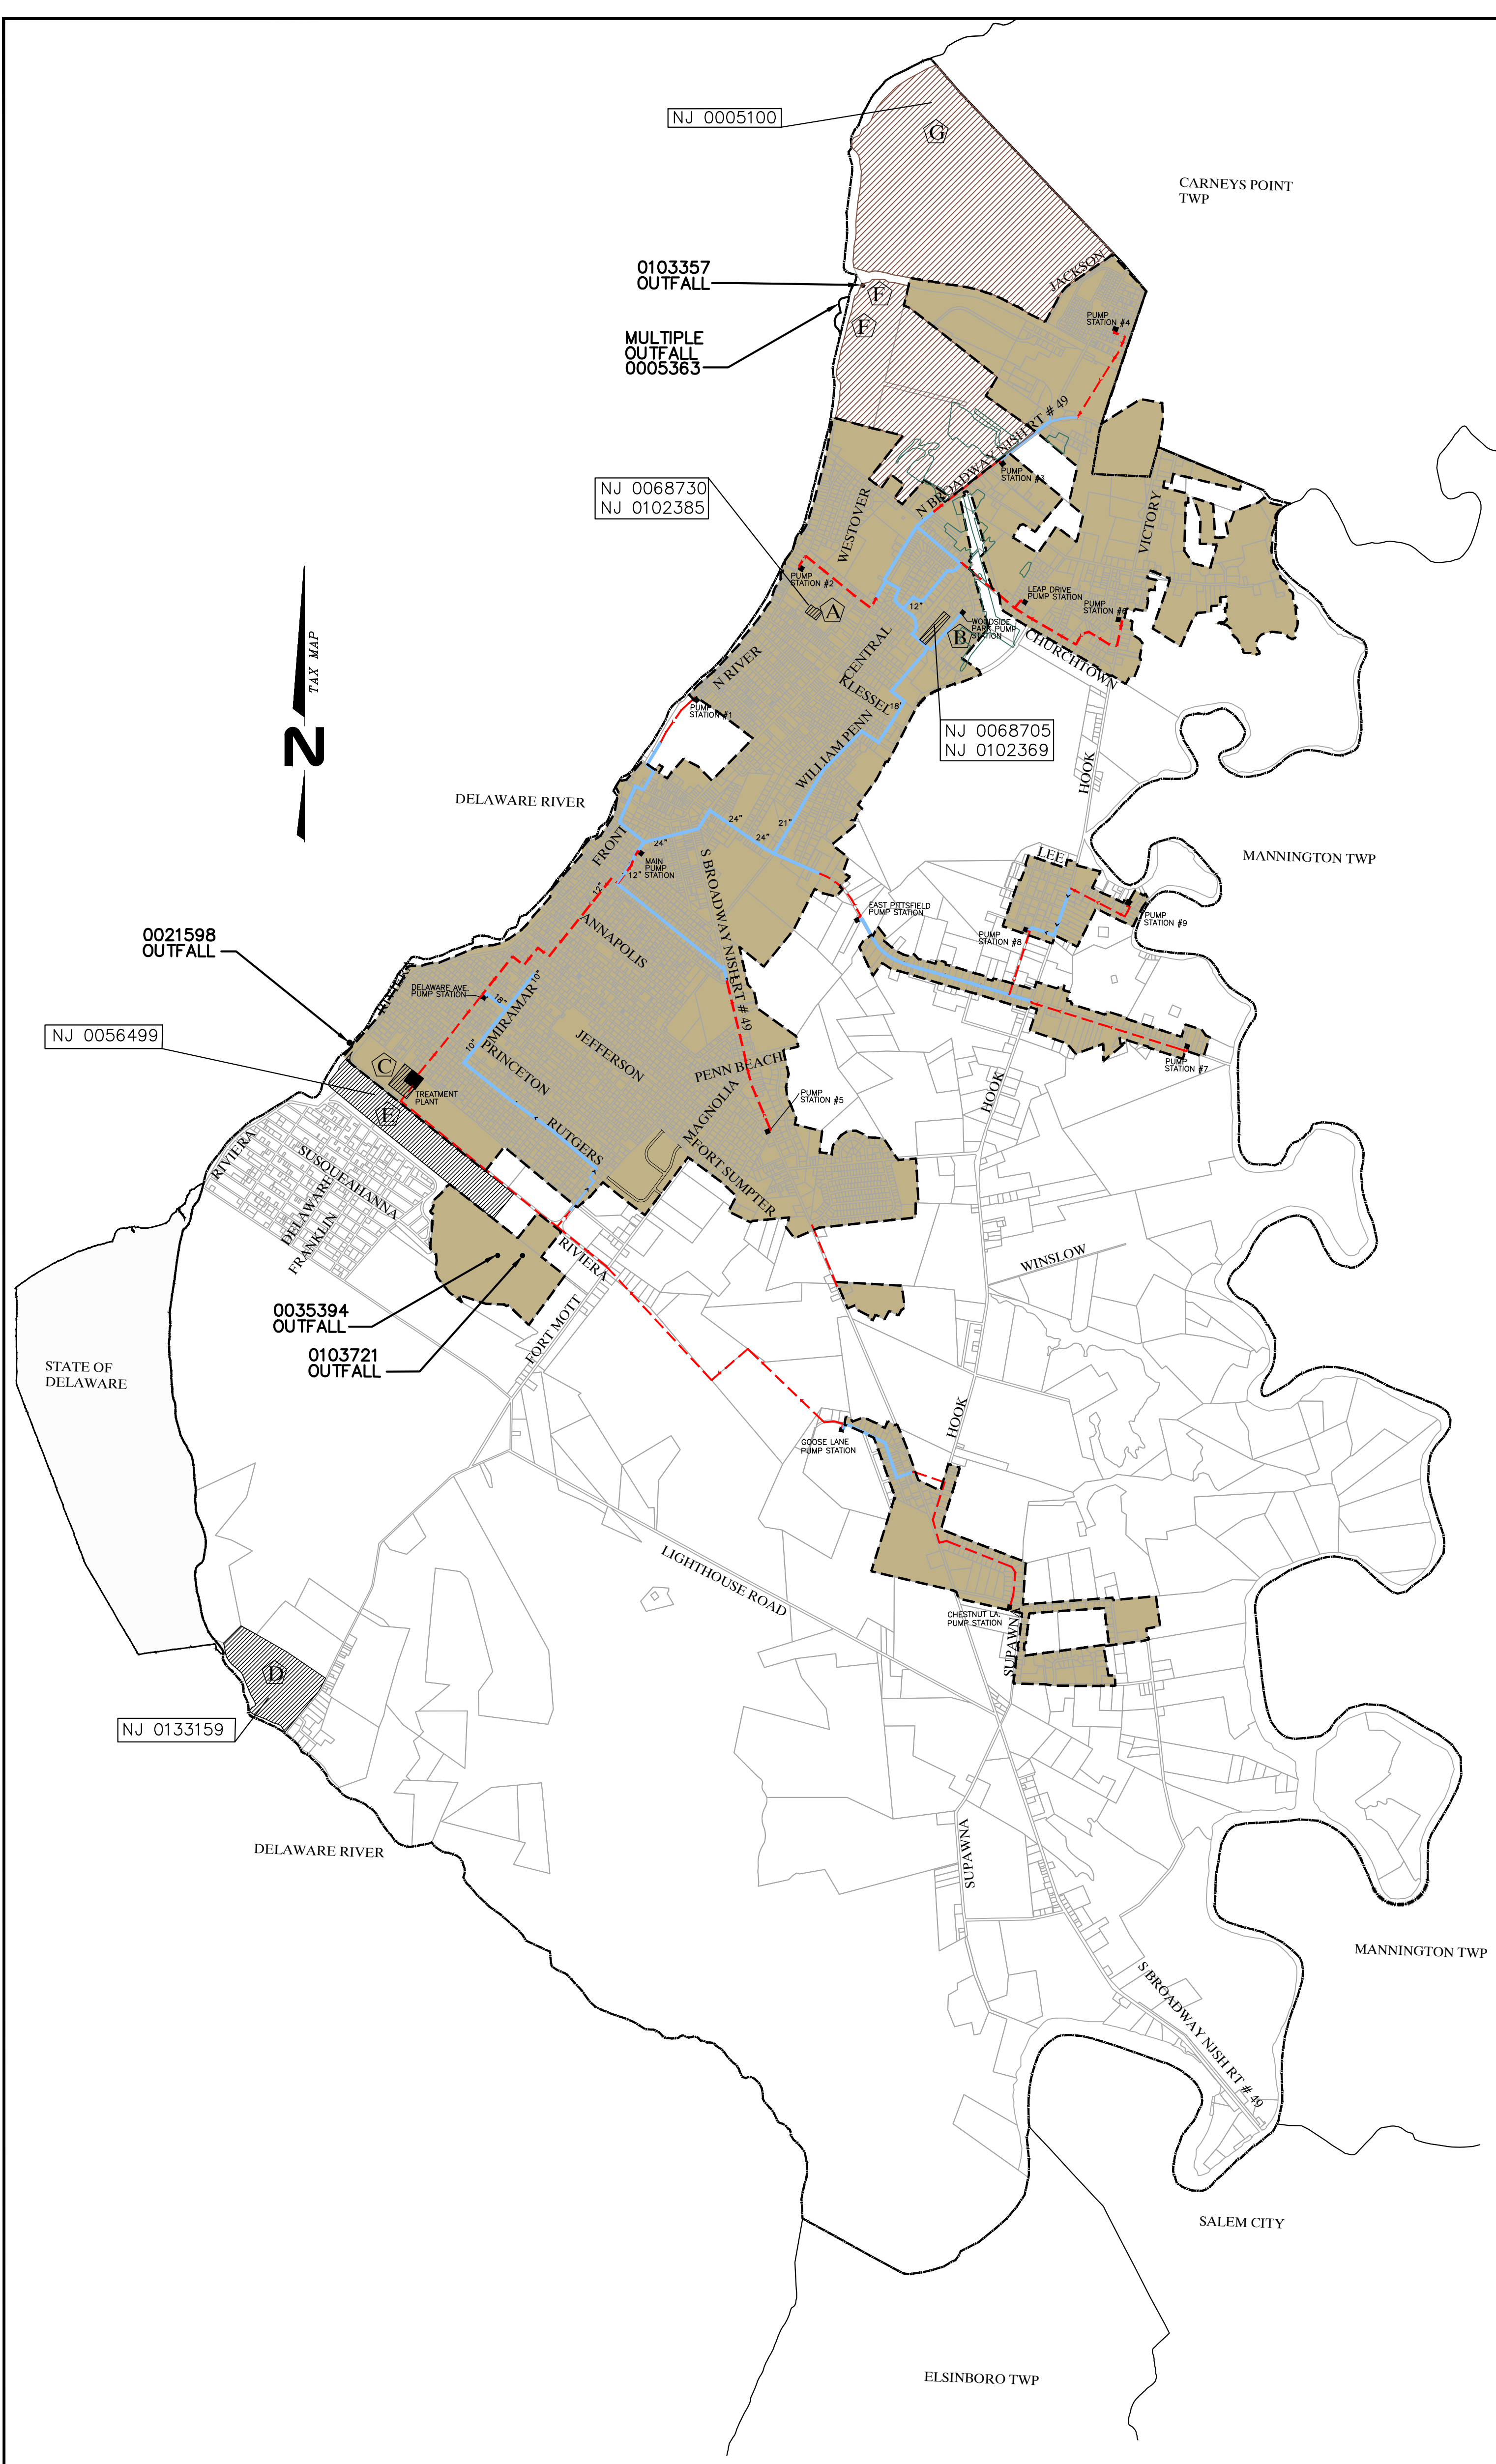 NJ 0005100
G
CARNEYS POINT
TWP
JACKSON
0103357
OUTFALL
F
F
MULTIPLE
OUTFALL
0005363
PUMP
STATION #4
N BROADWAY NJSH RT # 49
PUMP
STATION #3
NJ 0068730
NJ 0102385
WESTOVER
VICTORY
PUMP
STATION #2
A
12"
LEAP DRIVE
PUMP STATION
PUMP
STATION #6
WOODSIDE
PARK PUMP
STATION
B
CHURCHTOWN
TAX MAP
N
N RIVER
CENTRAL
KLESSEL
18"
PUMP
STATION #1
WILLIAM PENN
NJ 0068705
NJ 0102369
HOOK
DELAWARE RIVER
24"
21"
24"
FRONT
24"
MAIN
PUMP
STATION
12"
12"
LEE
MANNINGTON TWP
S BROADWAY NJSH RT # 49
EAST PITTSFIELD
PUMP STATION
PUMP
STATION #9
PUMP
STATION #8
ANNAPOLIS
0021598
OUTFALL
RIVIERA
DELAWARE AVE.
PUMP STATION
10"
18"
MIRAMAR
NJ 0056499
10"
PRINCETON
JEFFERSON
PENN BEACH
PUMP
STATION #7
C
TREATMENT
PLANT
E
MAGNOLIA
PUMP
STATION #5
HOOK
RUTGERS
FORT SUMPTER
RIVIERA
SUSQUEAHANNA
DELAWARE
FRANKLIN
RIVIERA
WINSLOW
0035394
OUTFALL
0103721
OUTFALL
FORT MOTT
STATE OF
DELAWARE
HOOK
GOOSE LANE
PUMP STATION
LIGHTHOUSE ROAD
CHESTNUT LA.
PUMP STATION
SUPAWNA
D
NJ 0133159
DELAWARE RIVER
SUPAWNA
MANNINGTON TWP
S BROADWAY NJSH RT # 49
SALEM CITY
ELSINBORO TWP